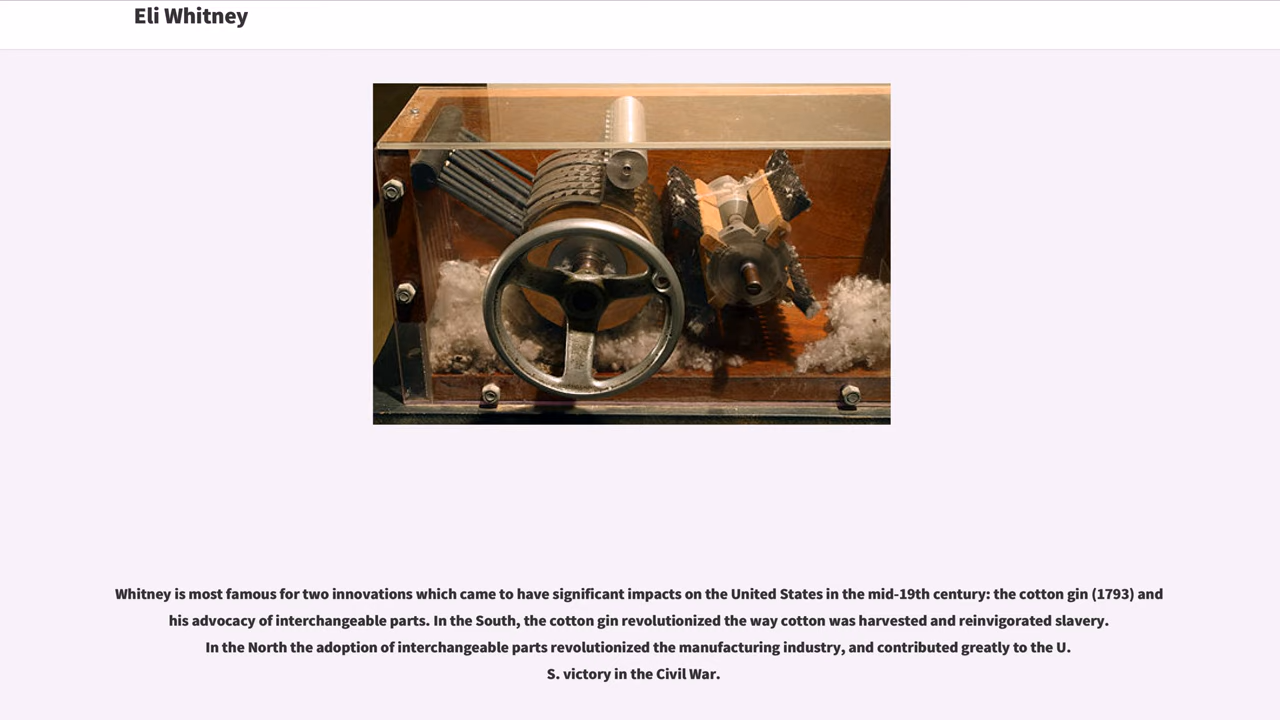 Eli Whitney
Whitney is most famous for two innovations which came to have significant impacts on the United States in the mid-19th century: the cotton gin (1793) and
his advocacy of interchangeable parts. In the South, the cotton gin revolutionized the way cotton was harvested and reinvigorated slavery.
In the North the adoption of interchangeable parts revolutionized the manufacturing industry, and contributed greatly to the U.
S. victory in the Civil War.